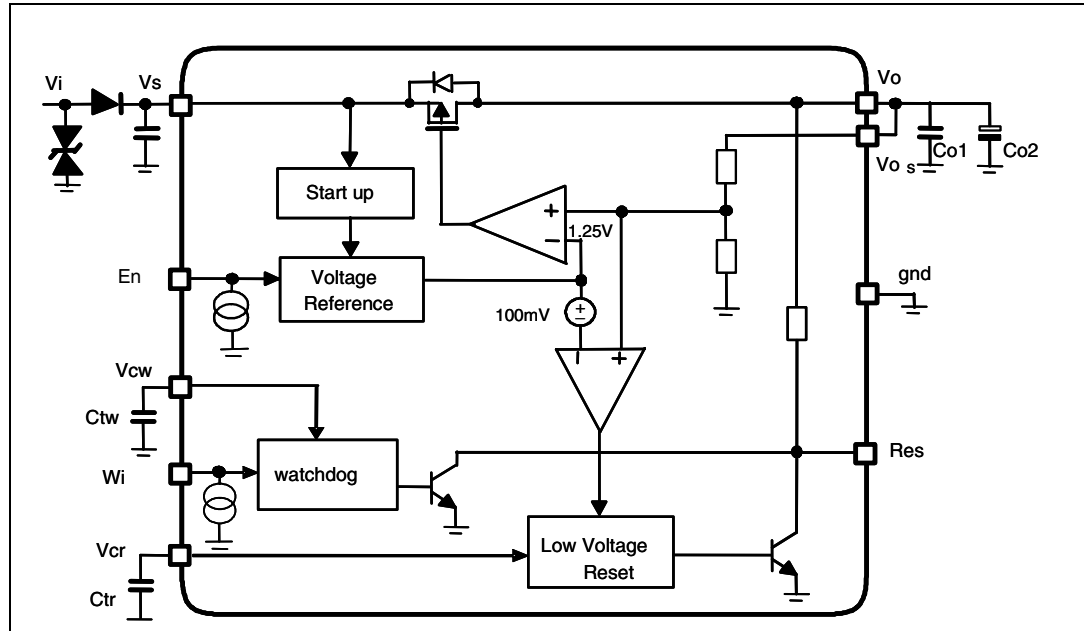 Vi
Vs
Vo
Vo s
Co1
Co2
Start up
+
1.25V
−
En
Voltage
Reference
gnd
100mV
+
−
−
+
Vcw
Ctw
Wi
watchdog
Res
Vcr
Low Voltage
Reset
Ctr